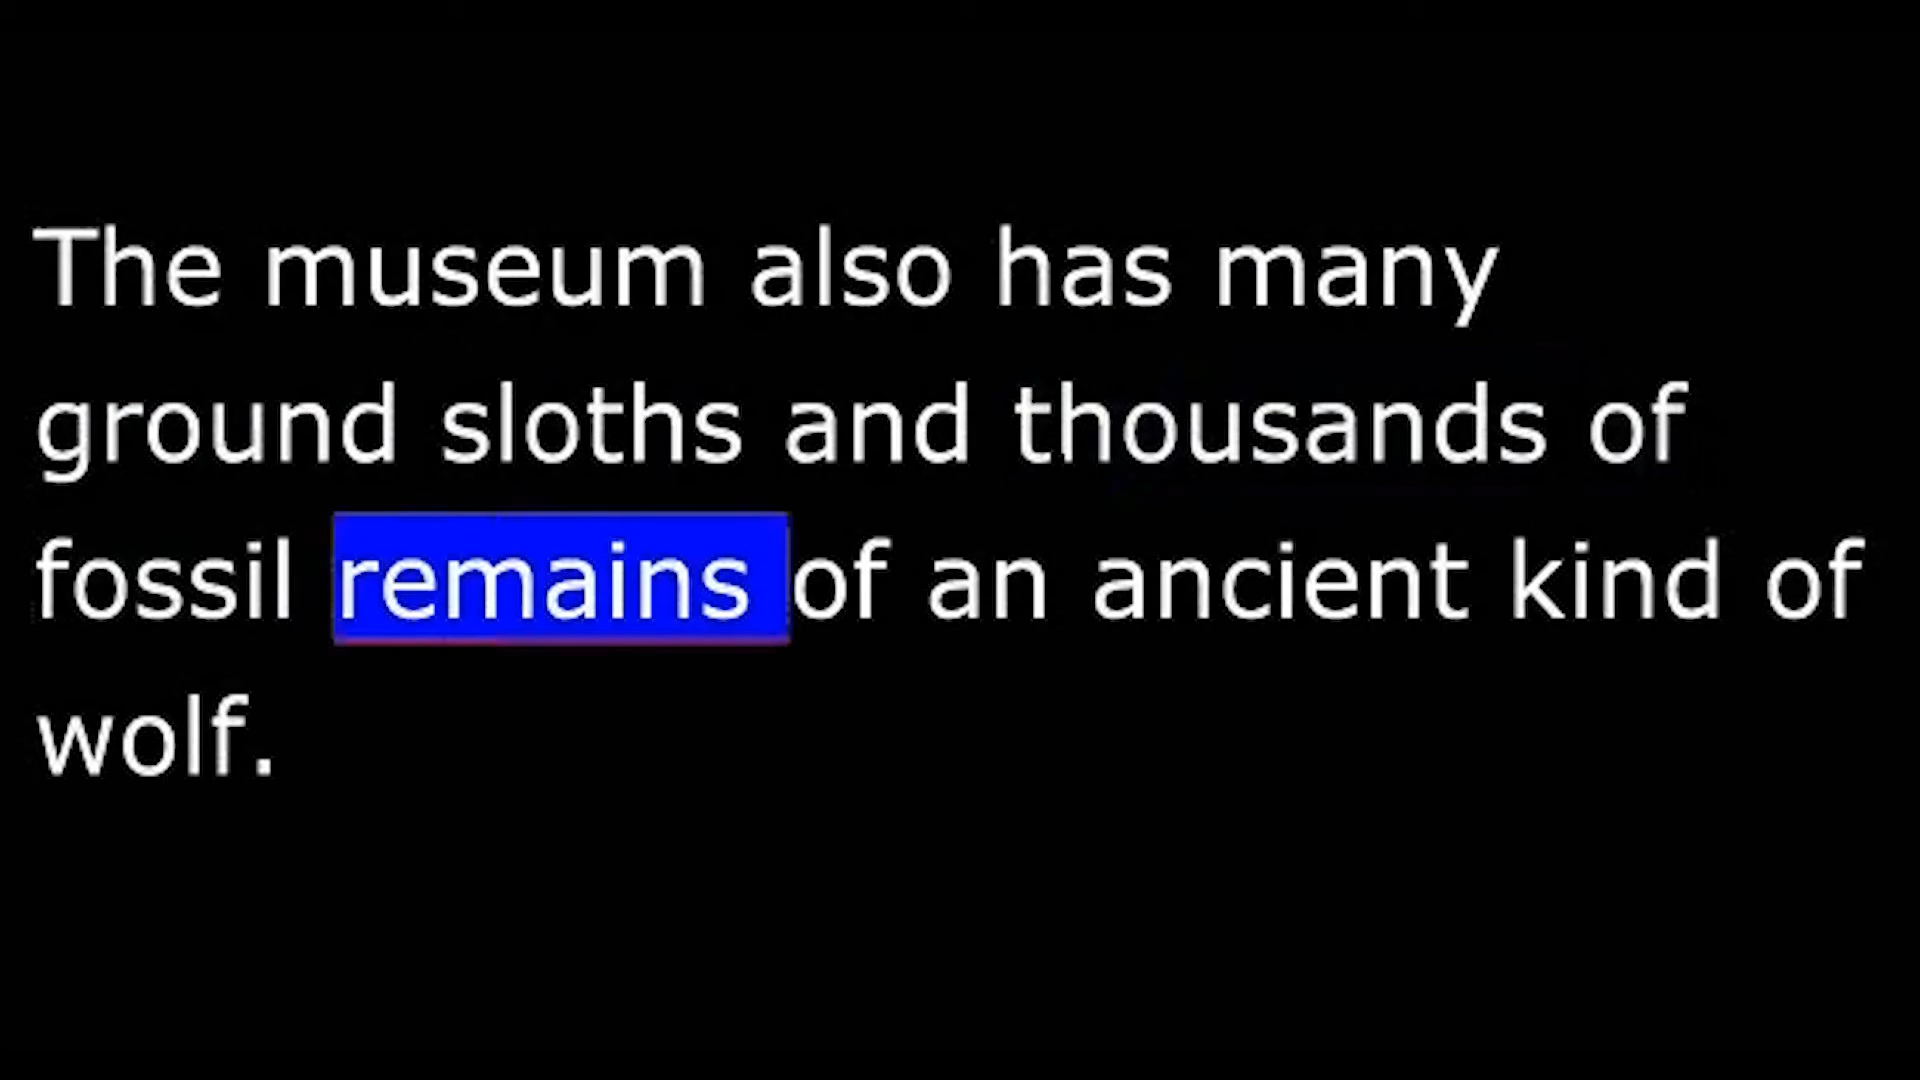 The museum also has many
ground sloths and thousands of
fossil remains of an ancient kind of
wolf.